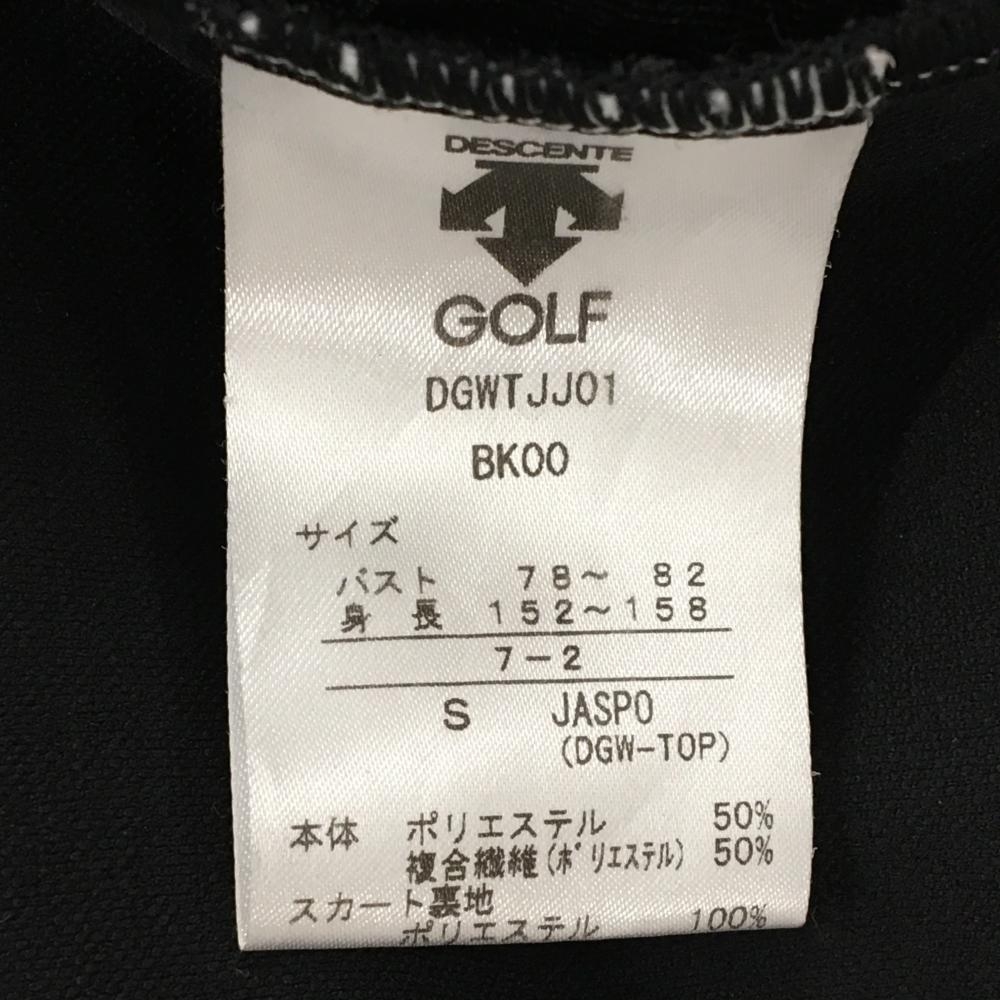 DESCENTE
GOLF
DGWTJJ01
BK00
サイズ
バスト 78～ 82
身 長 152～158
7-2
S JASPO
(DGW-TOP)
本体 ポリエステル 50%
複合繊維(ポリエステル) 50%
スカート裏地
ポリエステル 100%